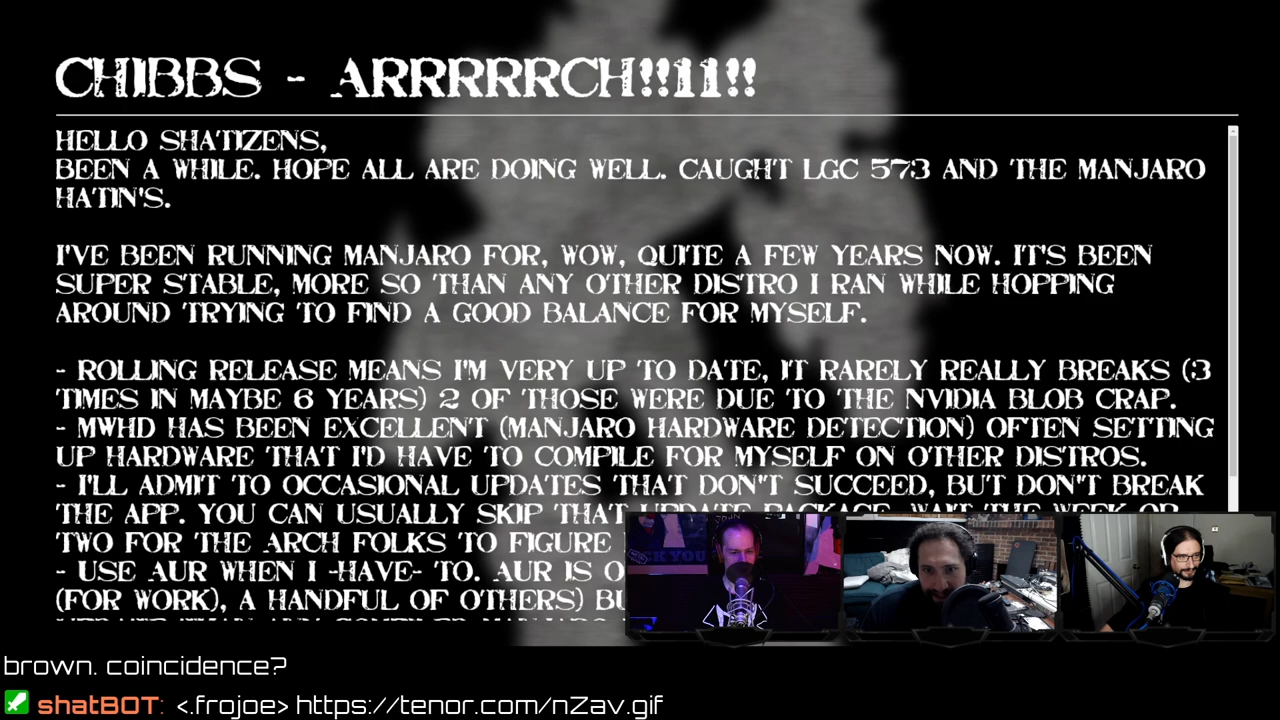 CHIBBS - ARRRRRCH!!11!!
HELLO SHATIZENS,
BEEN A WHILE. HOPE ALL ARE DOING WELL. CAUGHT LGC 573 AND THE MANJARO
HATIN'S.
I'VE BEEN RUNNING MANJARO FOR, WOW, QUITE A FEW YEARS NOW. IT'S BEEN
SUPER STABLE, MORE SO THAN ANY OTHER DISTRO I RAN WHILE HOPPING
AROUND TRYING TO FIND A GOOD BALANCE FOR MYSELF.
- ROLLING RELEASE MEANS I'M VERY UP TO DATE, IT RARELY REALLY BREAKS (3
TIMES IN MAYBE 6 YEARS) 2 OF THOSE WERE DUE TO THE NVIDIA BLOB CRAP.
- MWHD HAS BEEN EXCELLENT (MANJARO HARDWARE DETECTION) OFTEN SETTING
UP HARDWARE THAT I'D HAVE TO COMPILE FOR MYSELF ON OTHER DISTROS.
- I'LL ADMIT TO OCCASIONAL UPDATES THAT DON"T SUCCEED, BUT DON"T BREAK
THE APP. YOU CAN USUALLY SKIP THAT UPDATE PACKAGE, WAIT THE WEEK OR
TWO FOR THE ARCH FOLKS TO FIGURE
- USE AUR WHEN I -HAVE- TO. AUR IS
(FOR WORK), A HANDFUL OF OTHERS)
brown. coincidence?
shatBOT: <.frojoe> https://tenor.com/nZav.gif